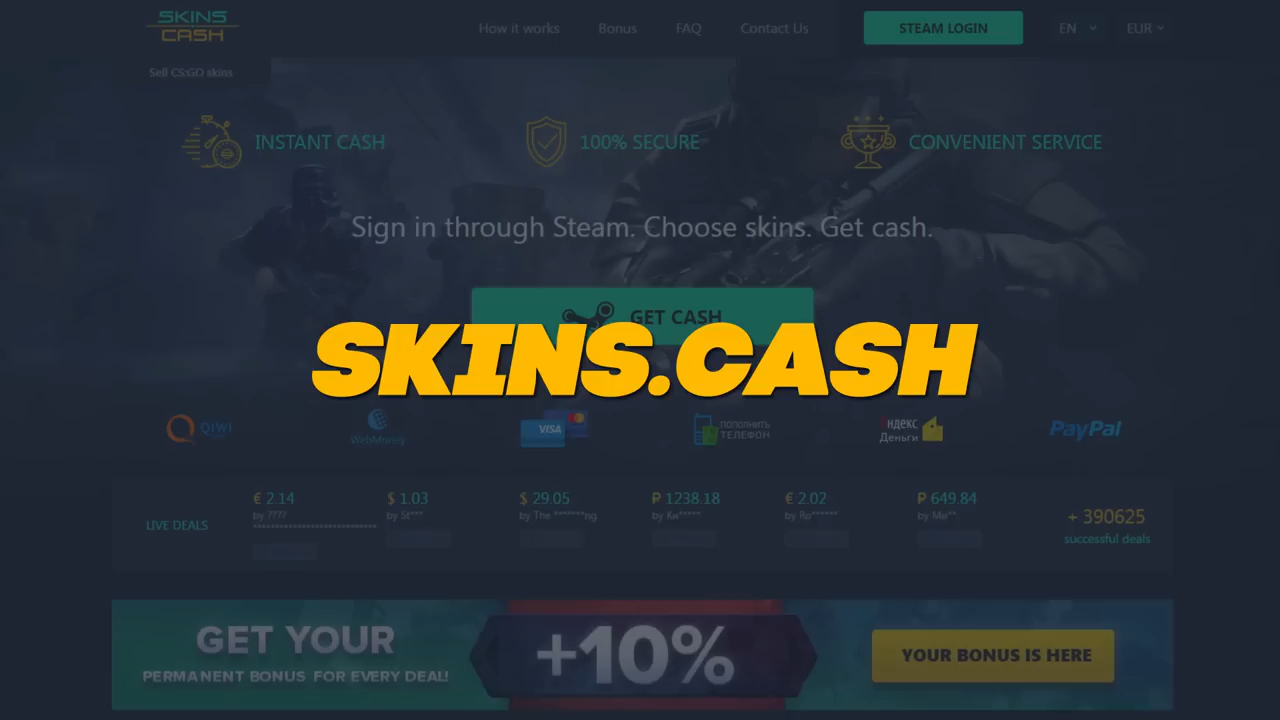 SKINS
CASH
How it works
Bonus
FAQ
Contact Us
STEAM LOGIN
EN
EUR
Sell CS:GO skins
INSTANT CASH
100% SECURE
CONVENIENT SERVICE
Sign in through Steam. Choose skins. Get cash.
GET CASH
SKINS.CASH
QIWI
WebMoney
VISA
ПОПОЛНИТЬ
ТЕЛЕФОН
Яндекс
Деньги
PayPal
LIVE DEALS
€ 2.14
by ????
$ 1.03
by St***
$ 29.05
by The *******ng
₽ 1238.18
by Ки*****
€ 2.02
by Ro******
₽ 649.84
by Ми**
+ 390625
successful deals
GET YOUR
PERMANENT BONUS FOR EVERY DEAL!
+10%
YOUR BONUS IS HERE